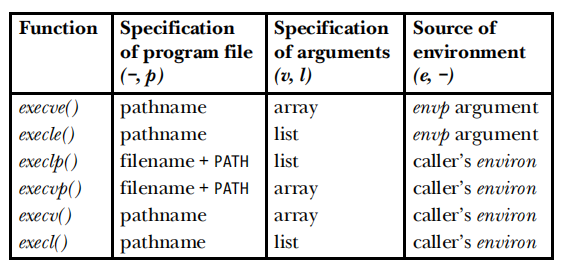 Function Specification of program file (−, p) Specification of arguments (v, l) Source of environment (e, −)
execve() pathname array envp argument
execle() pathname list envp argument
execlp() filename + PATH list caller’s environ
execvp() filename + PATH array caller’s environ
execv() pathname array caller’s environ
execl() pathname list caller’s environ